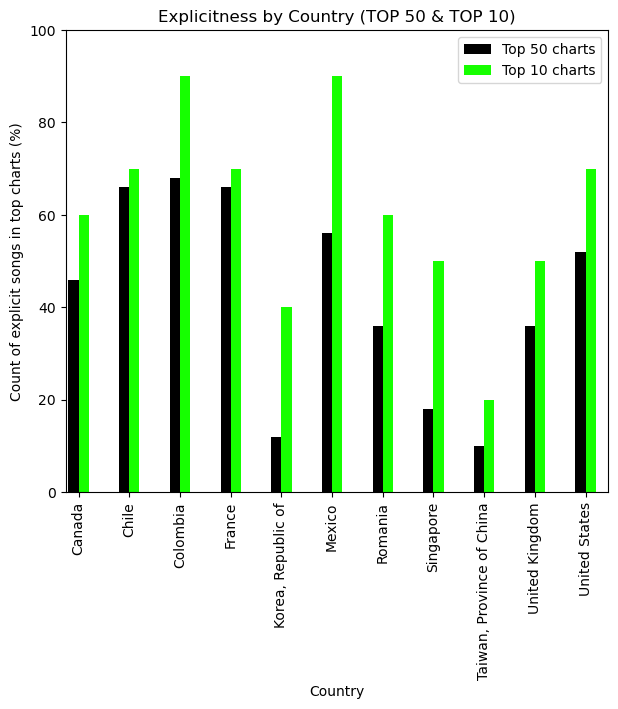 Explicitness by Country (TOP 50 & TOP 10)
Top 50 charts
Top 10 charts
Count of explicit songs in top charts (%)
100
80
60
40
20
0
Canada
Chile
Colombia
France
Korea, Republic of
Mexico
Romania
Singapore
Taiwan, Province of China
United Kingdom
United States
Country